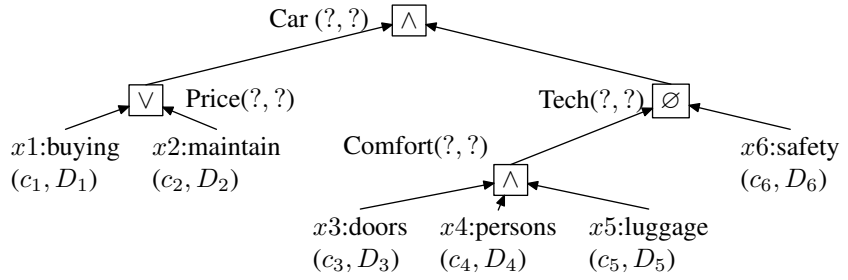 Car (?, ?) ∧
∨ Price(?, ?) Tech(?, ?) ∅
x1:buying x2:maintain Comfort(?, ?) x6:safety
(c₁, D₁) (c₂, D₂) ∧ (c₆, D₆)
x3:doors x4:persons x5:luggage
(c₃, D₃) (c₄, D₄) (c₅, D₅)